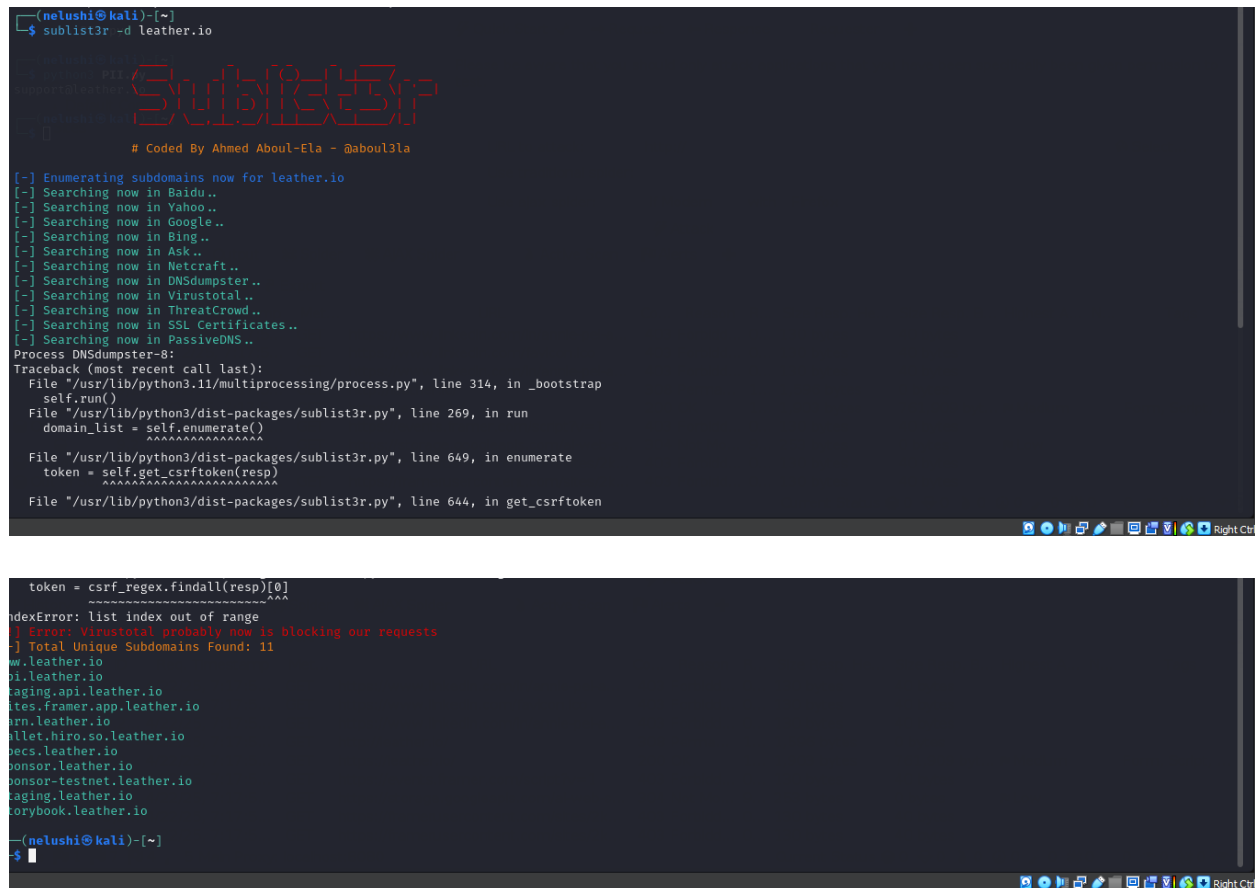 (nelushi㉿kali)-[~]
$ sublist3r -d leather.io
# Coded By Ahmed Aboul-Ela - @aboul3la
[-] Enumerating subdomains now for leather.io
[-] Searching now in Baidu..
[-] Searching now in Yahoo..
[-] Searching now in Google..
[-] Searching now in Bing..
[-] Searching now in Ask..
[-] Searching now in Netcraft..
[-] Searching now in DNSdumpster..
[-] Searching now in Virustotal..
[-] Searching now in ThreatCrowd..
[-] Searching now in SSL Certificates..
[-] Searching now in PassiveDNS..
Process DNSdumpster-8:
Traceback (most recent call last):
File "/usr/lib/python3.11/multiprocessing/process.py", line 314, in _bootstrap
self.run()
File "/usr/lib/python3/dist-packages/sublist3r.py", line 269, in run
domain_list = self.enumerate()
^^^^^^^^^^^^^^^^
File "/usr/lib/python3/dist-packages/sublist3r.py", line 649, in enumerate
token = self.get_csrftoken(resp)
^^^^^^^^^^^^^^^^^^^^^^^^
File "/usr/lib/python3/dist-packages/sublist3r.py", line 644, in get_csrftoken
Right Ctrl
token = csrf_regex.findall(resp)[0]
~~~~~~~~~~~~~~~~~~~~~~~~^^^
ndexError: list index out of range
] Error: Virustotal probably now is blocking our requests
-] Total Unique Subdomains Found: 11
ww.leather.io
pi.leather.io
taging.api.leather.io
ites.framer.app.leather.io
arn.leather.io
allet.hiro.so.leather.io
pecs.leather.io
ponsor.leather.io
ponsor-testnet.leather.io
taging.leather.io
torybook.leather.io
(nelushi㉿kali)-[~]
$
Right Ctrl